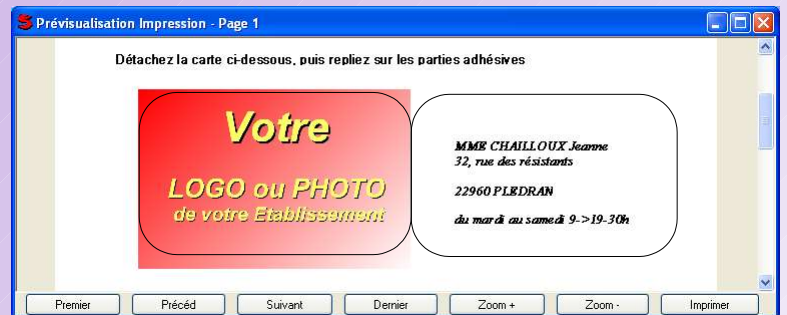 Prévisualisation Impression - Page 1
Détachez la carte ci-dessous, puis repliez sur les parties adhésives
Votre
LOGO ou PHOTO
de votre Etablissement
MME CHAILLOUX Jeanne
32, rue des résistants
22960 PLEDRAN
du mardi au samedi 9->19-30h
Premier
Précéd
Suivant
Dernier
Zoom +
Zoom -
Imprimer